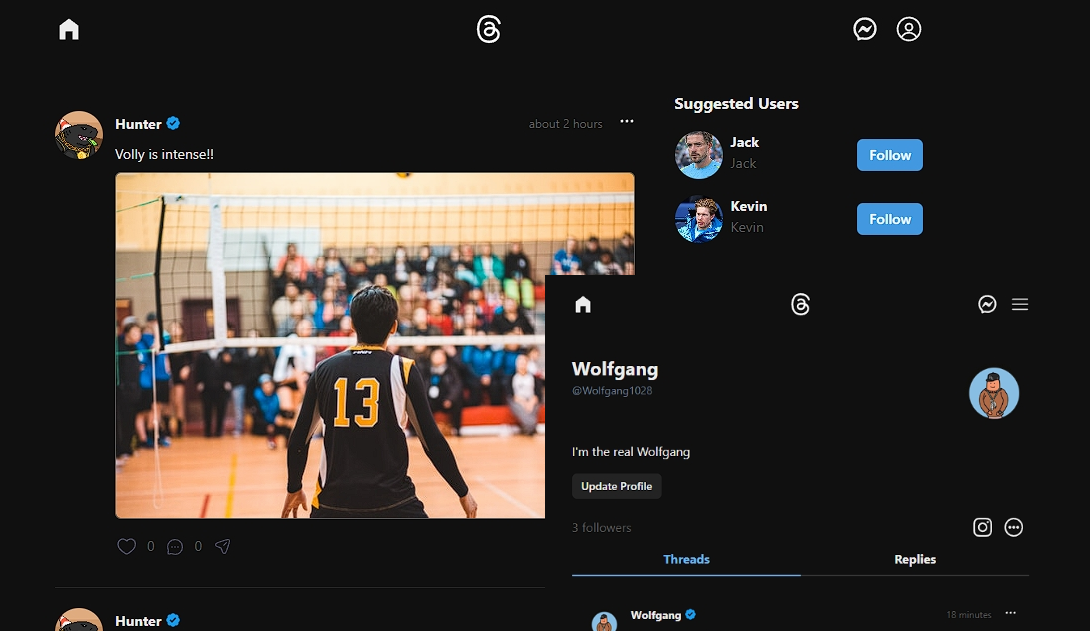 Hunter
about 2 hours
Volly is intense!!
13
0
0
Hunter
Suggested Users
Jack
Jack
Follow
Kevin
Kevin
Follow
Wolfgang
@Wolfgang1028
I'm the real Wolfgang
Update Profile
3 followers
Threads
Replies
Wolfgang
18 minutes